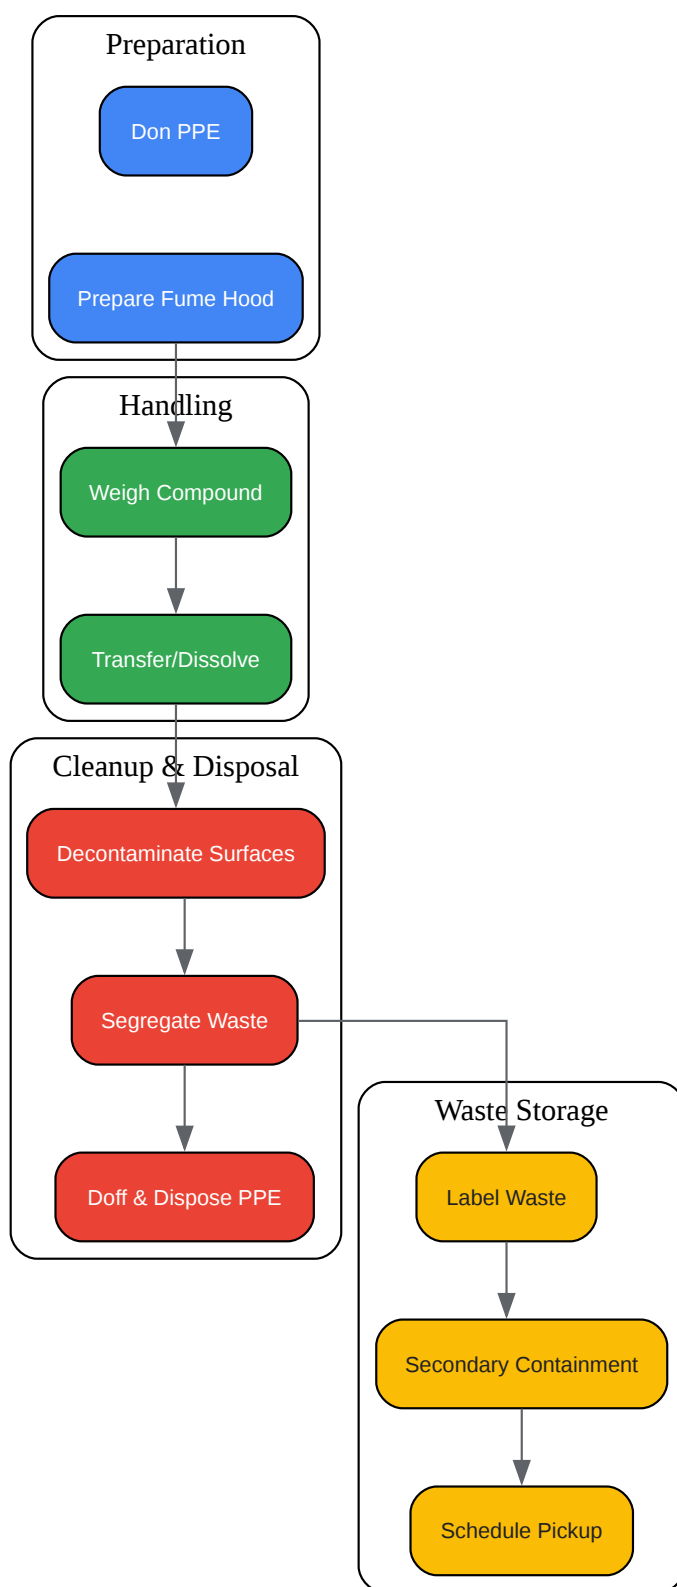 Preparation
Don PPE
Prepare Fume Hood
Handling
Weigh Compound
Transfer/Dissolve
Cleanup & Disposal
Decontaminate Surfaces
Segregate Waste
Doff & Dispose PPE
Waste Storage
Label Waste
Secondary Containment
Schedule Pickup